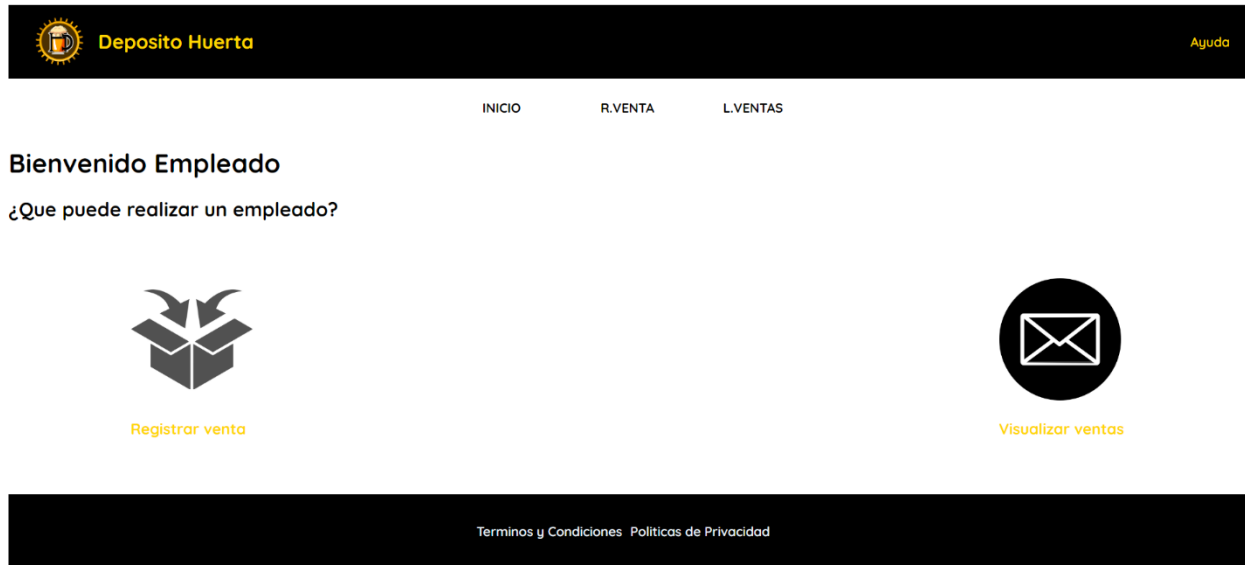 Deposito Huerta
Ayuda
INICIO R.VENTA L.VENTAS
Bienvenido Empleado
¿Que puede realizar un empleado?
Registrar venta
Visualizar ventas
Terminos y Condiciones Politicas de Privacidad